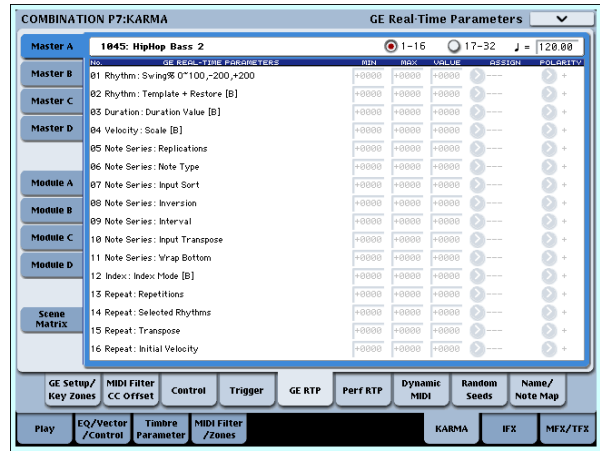 COMBINATION P7:KARMA GE Real-Time Parameters
Master A 1045: HipHop Bass 2 1-16 17-32 ♩= 120.00
No. GE REAL-TIME PARAMETERS MIN MAX VALUE ASSIGN POLARITY
01 Rhythm: Swing% 0~100,-200,+200 +0000 +0000 +0000 --- +
Master B
02 Rhythm: Template + Restore [B] +0000 +0000 +0000 --- +
Master C
03 Duration: Duration Value [B] +0000 +0000 +0000 --- +
Master D
04 Velocity: Scale [B] +0000 +0000 +0000 --- +
05 Note Series: Replications +0000 +0000 +0000 --- +
06 Note Series: Note Type +0000 +0000 +0000 --- +
Module A
07 Note Series: Input Sort +0000 +0000 +0000 --- +
Module B
08 Note Series: Inversion +0000 +0000 +0000 --- +
09 Note Series: Interval +0000 +0000 +0000 --- +
Module C
10 Note Series: Input Transpose +0000 +0000 +0000 --- +
Module D
11 Note Series: Wrap Bottom +0000 +0000 +0000 --- +
12 Index: Index Mode [B] +0000 +0000 +0000 --- +
13 Repeat: Repetitions +0000 +0000 +0000 --- +
Scene
Matrix
14 Repeat: Selected Rhythms +0000 +0000 +0000 --- +
15 Repeat: Transpose +0000 +0000 +0000 --- +
16 Repeat: Initial Velocity +0000 +0000 +0000 --- +
GE Setup/
Key Zones
MIDI Filter
CC Offset
Control
Trigger
GE RTP
Perf RTP
Dynamic
MIDI
Random
Seeds
Name/
Note Map
Play
EQ/Vector
/Control
Timbre
Parameter
MIDI Filter
/Zones
KARMA
IFX
MFX/TFX